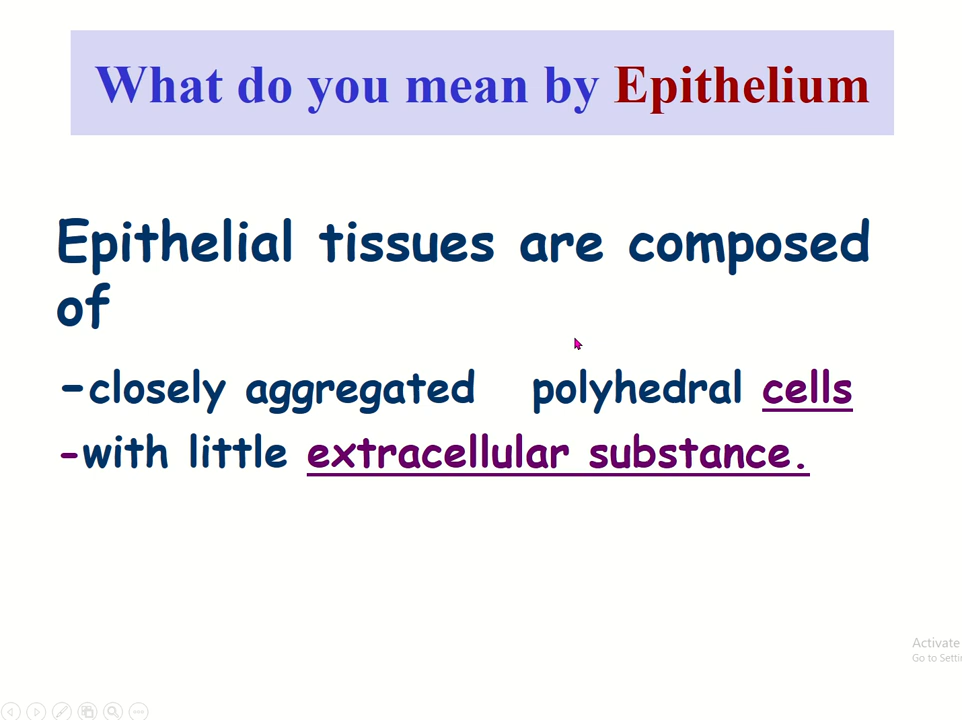 What do you mean by Epithelium
Epithelial tissues are composed
of
-closely aggregated polyhedral cells
-with little extracellular substance.
Activate
Go to Setti